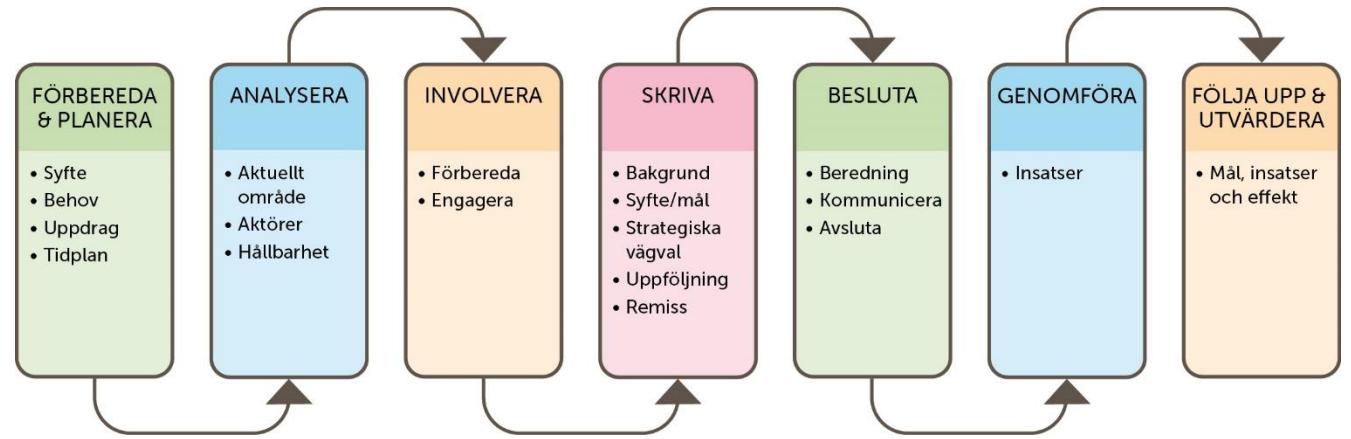 FÖRBEREDA
& PLANERA
• Syfte
• Behov
• Uppdrag
• Tidplan
ANALYSERA
• Aktuellt
område
• Aktörer
• Hållbarhet
INVOLVERA
• Förbereda
• Engagera
SKRIVA
• Bakgrund
• Syfte/mål
• Strategiska
vägval
• Uppföljning
• Remiss
BESLUTA
• Beredning
• Kommunicera
• Avsluta
GENOMFÖRA
• Insatser
FÖLJA UPP &
UTVÄRDERA
• Mål, insatser
och effekt